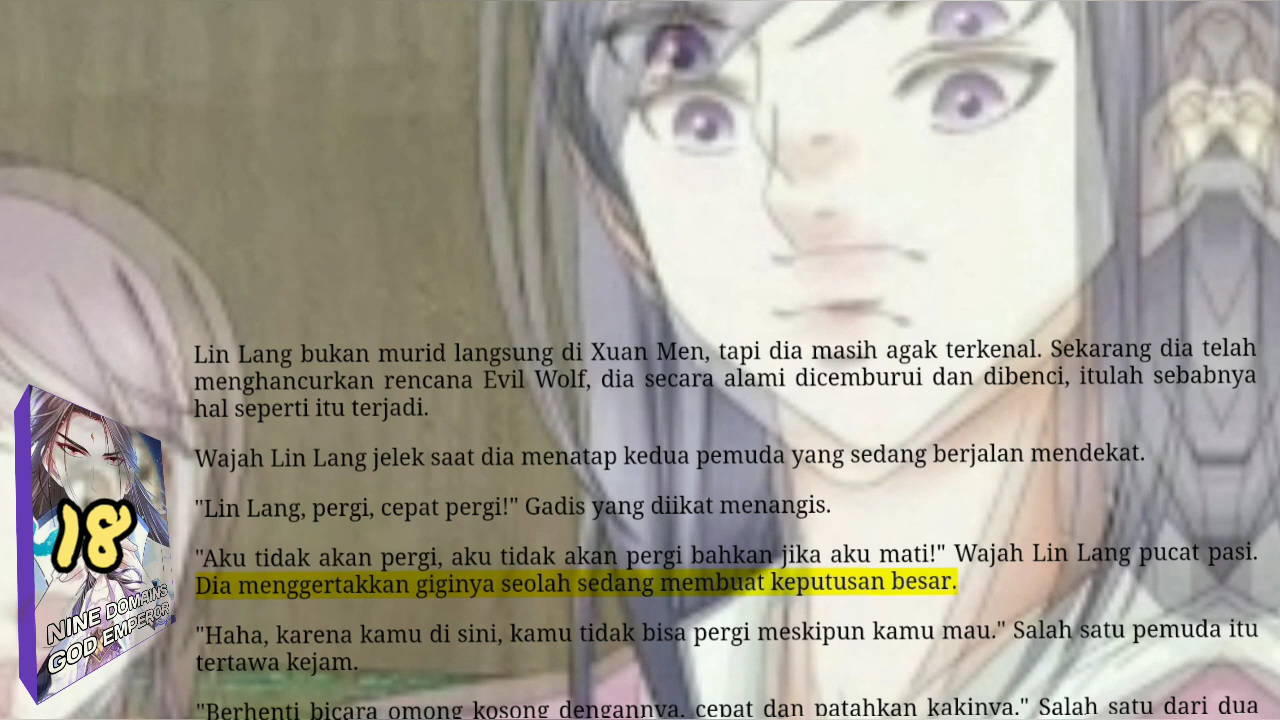 Lin Lang bukan murid langsung di Xuan Men, tapi dia masih agak terkenal. Sekarang dia telah
menghancurkan rencana Evil Wolf, dia secara alami dicemburui dan dibenci, itulah sebabnya
hal seperti itu terjadi.
Wajah Lin Lang jelek saat dia menatap kedua pemuda yang sedang berjalan mendekat.
"Lin Lang, pergi, cepat pergi!" Gadis yang diikat menangis.
"Aku tidak akan pergi, aku tidak akan pergi bahkan jika aku mati!" Wajah Lin Lang pucat pasi.
Dia menggertakkan giginya seolah sedang membuat keputusan besar.
"Haha, karena kamu di sini, kamu tidak bisa pergi meskipun kamu mau." Salah satu pemuda itu
tertawa kejam.
"Berhenti bicara omong kosong dengannya, cepat dan patahkan kakinya." Salah satu dari dua
18
NINE DOMAINS
GOD EMPEROR